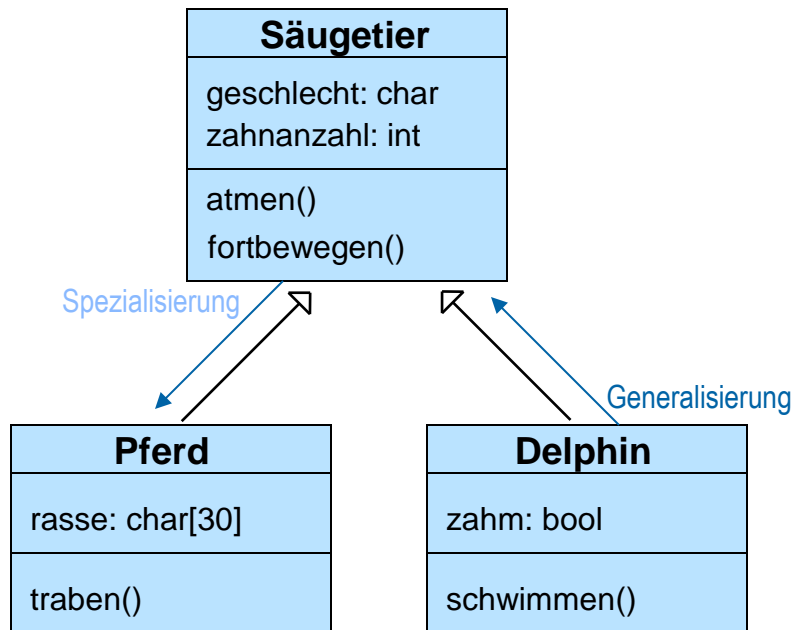 Säugetier
geschlecht: char
zahnanzahl: int
atmen()
fortbewegen()
Spezialisierung
Generalisierung
Pferd
rasse: char[30]
traben()
Delphin
zahm: bool
schwimmen()